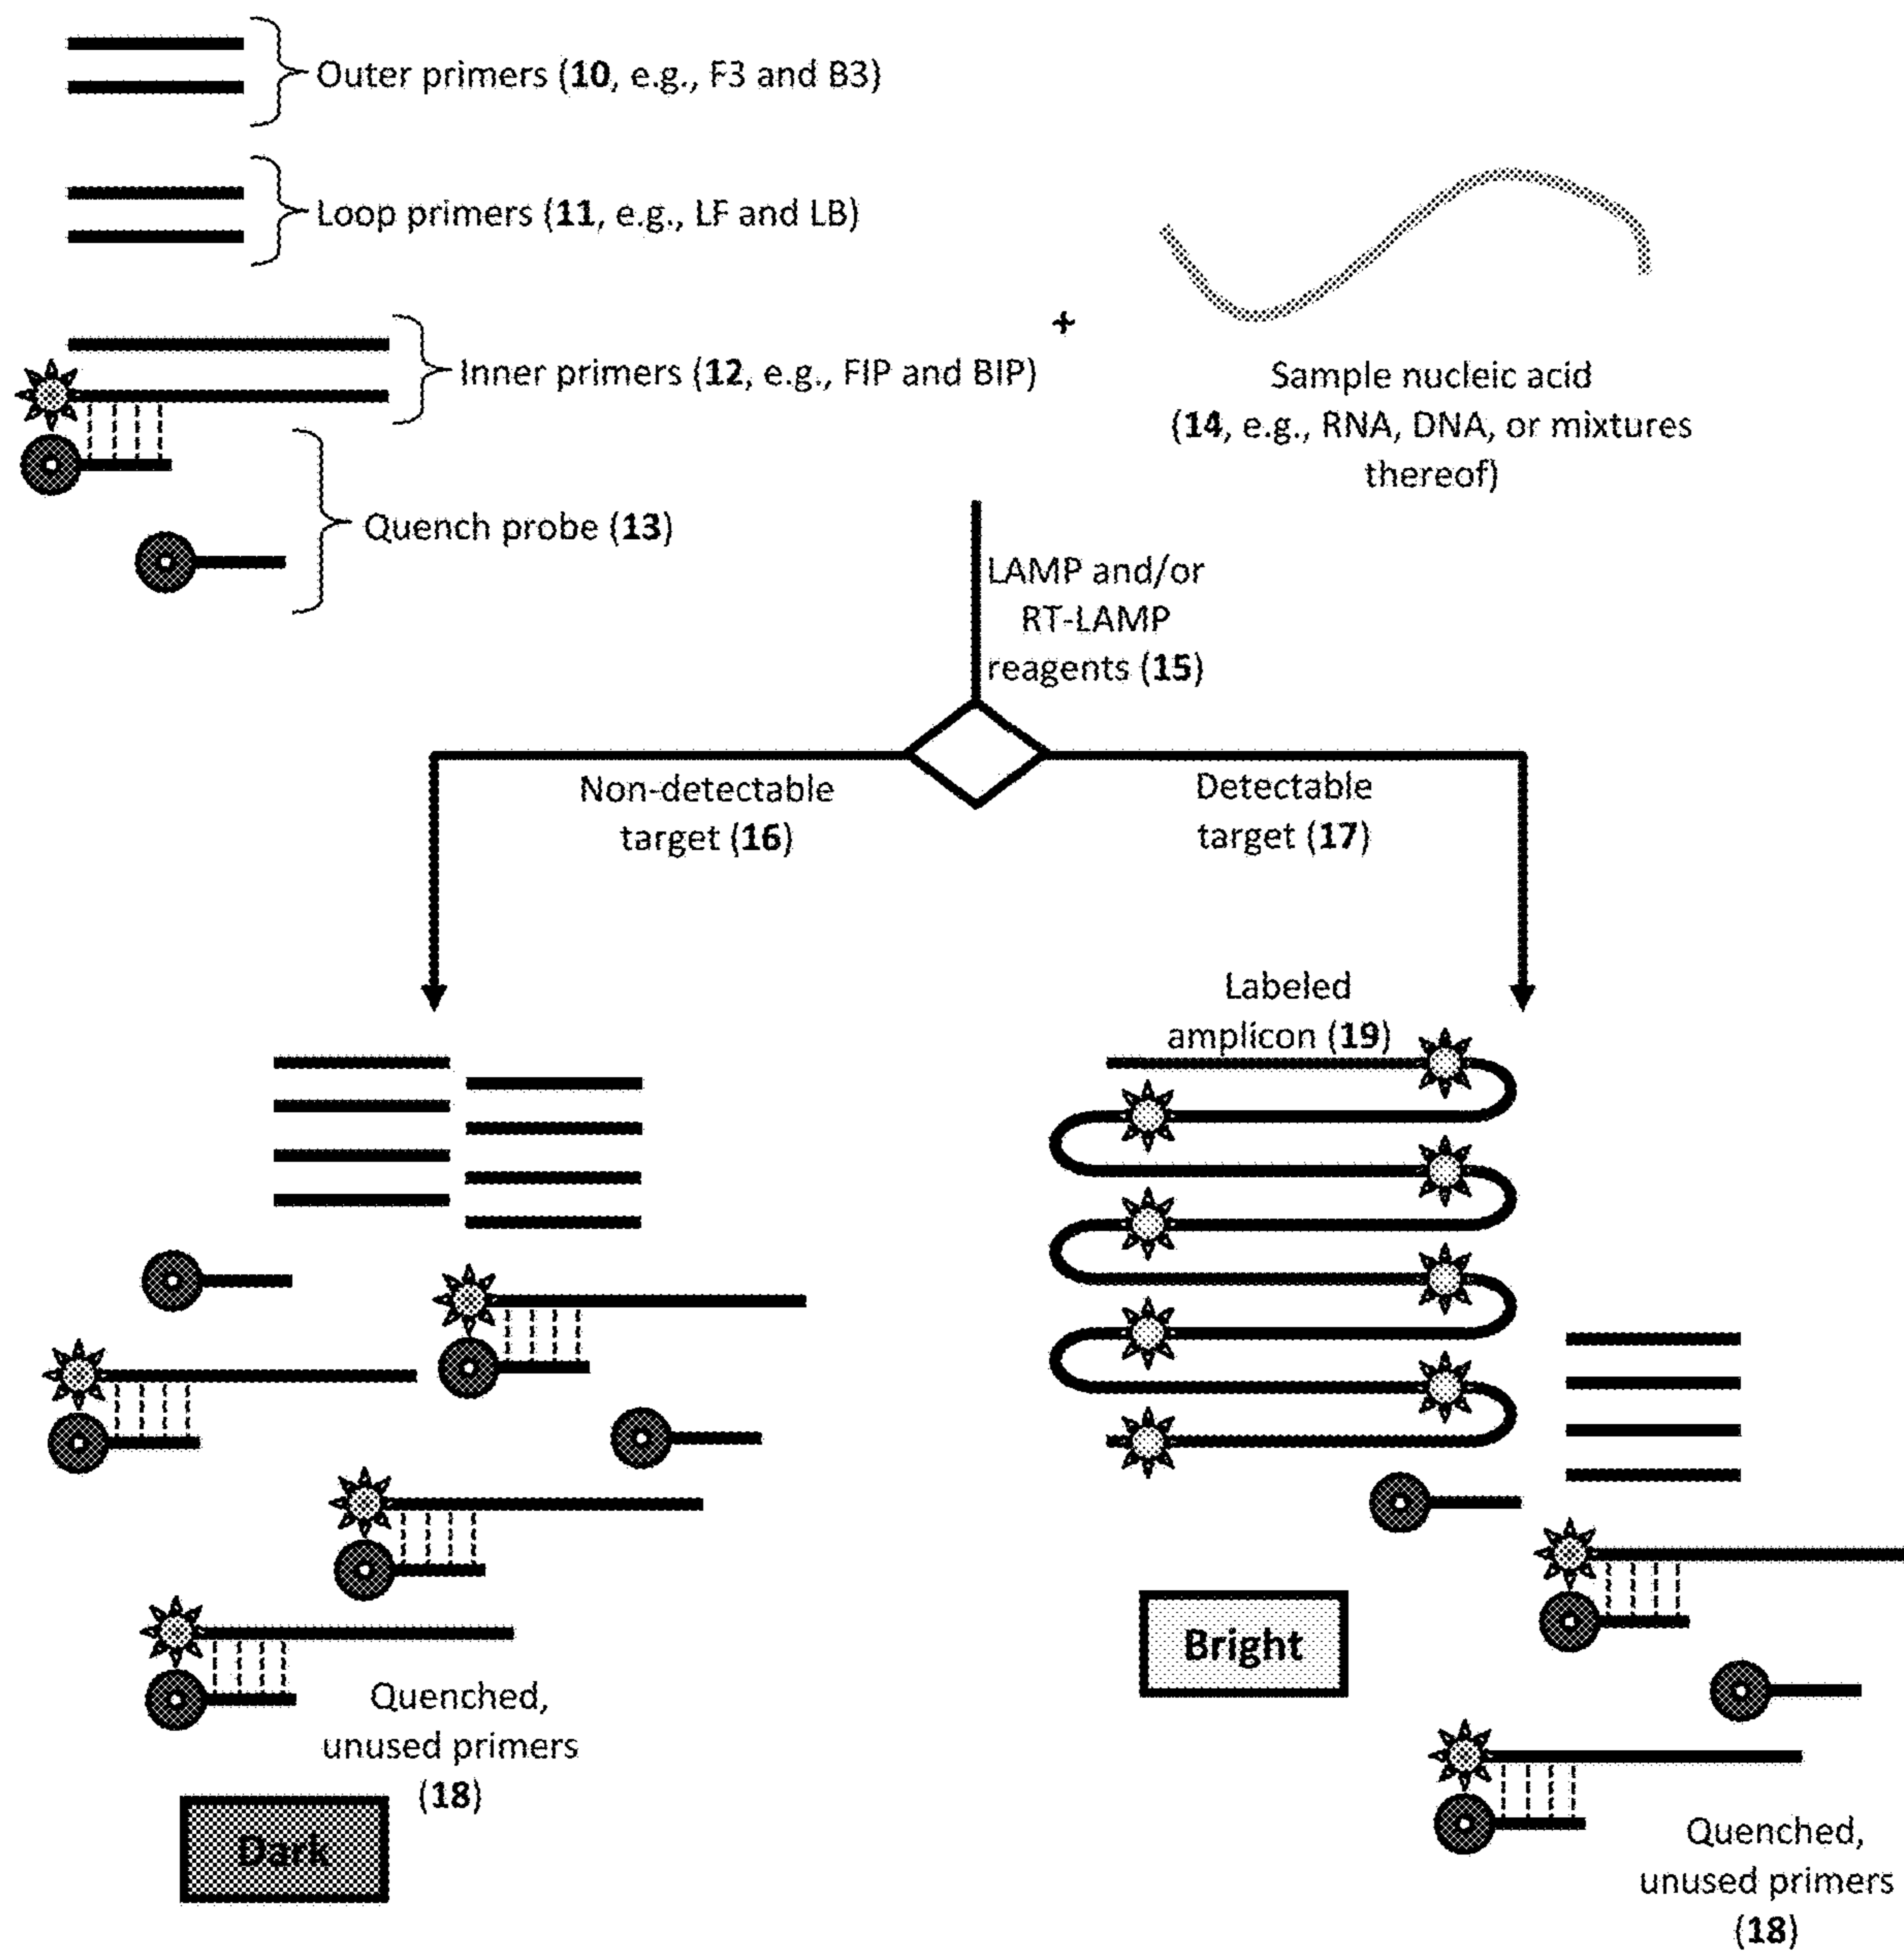 Outer primers (10, e.g., F3 and B3)
Loop primers (11, e.g., LF and LB)
Inner primers (12, e.g., FIP and BIP)
+
Sample nucleic acid
(14, e.g., RNA, DNA, or mixtures
thereof)
Quench probe (13)
LAMP and/or
RT-LAMP
reagents (15)
Non-detectable
target (16)
Detectable
target (17)
Labeled
amplicon (19)
Bright
Quenched,
unused primers
(18)
Dark
Quenched,
unused primers
(18)